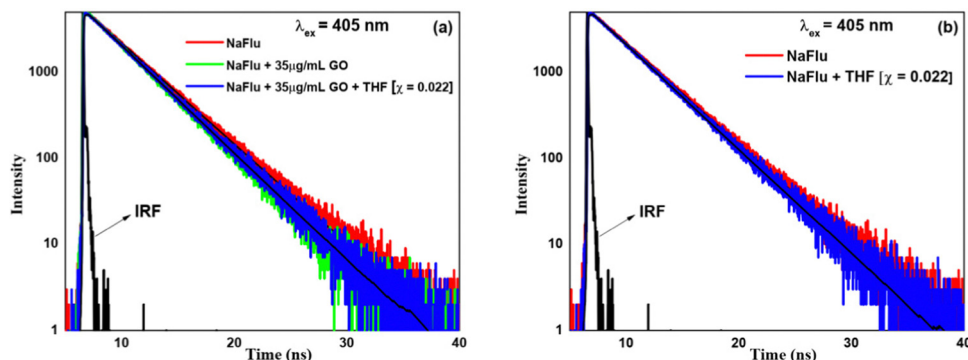 λex = 405 nm
(a)
NaFlu
NaFlu + 35μg/mL GO
NaFlu + 35μg/mL GO + THF [χ = 0.022]
1000
100
10
1
Intensity
IRF
10
20
30
40
Time (ns)
λex = 405 nm
(b)
NaFlu
NaFlu + THF [χ = 0.022]
1000
100
10
1
Intensity
IRF
10
20
30
40
Time (ns)